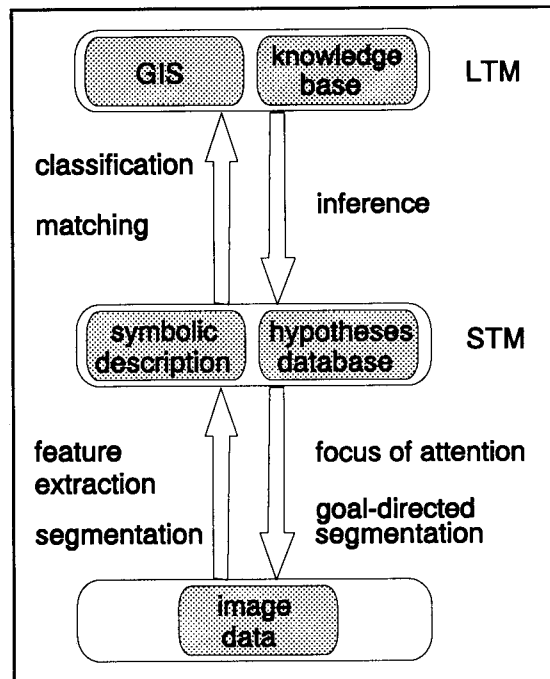 GIS
knowledge
base
LTM
classification
matching
inference
symbolic
description
hypotheses
database
STM
feature
extraction
segmentation
focus of attention
goal-directed
segmentation
image
data